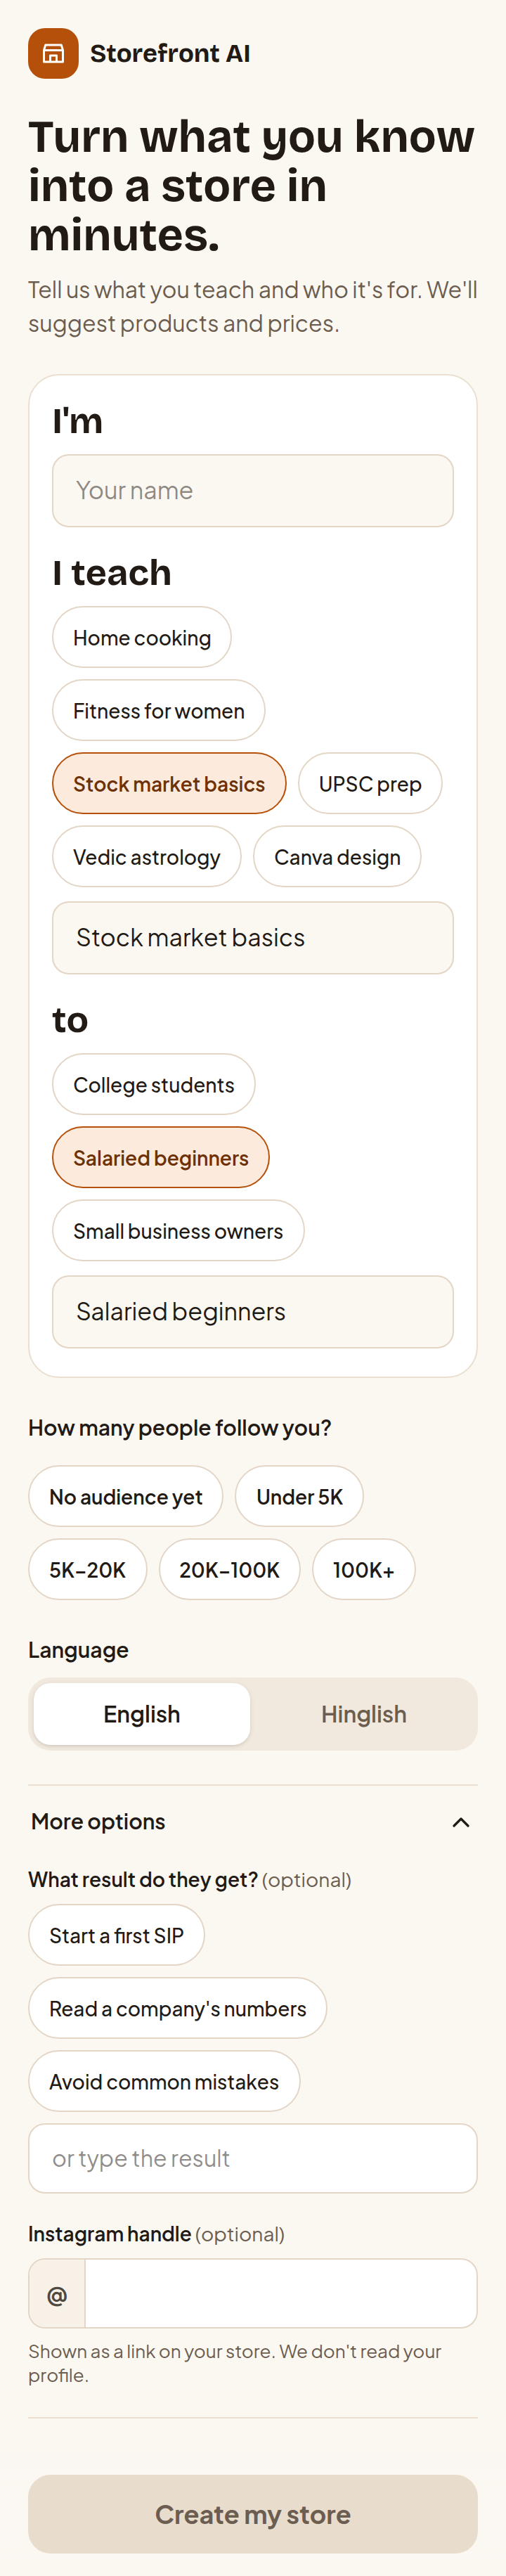 Storefront AI
Turn what you know
into a store in
minutes.
Tell us what you teach and who it's for. We'll
suggest products and prices.
I'm
Your name
I teach
Home cooking
Fitness for women
Stock market basics
UPSC prep
Vedic astrology
Canva design
Stock market basics
to
College students
Salaried beginners
Small business owners
Salaried beginners
How many people follow you?
No audience yet
Under 5K
5K–20K
20K–100K
100K+
Language
English
Hinglish
More options
What result do they get? (optional)
Start a first SIP
Read a company's numbers
Avoid common mistakes
or type the result
Instagram handle (optional)
@
Shown as a link on your store. We don't read your
profile.
Create my store